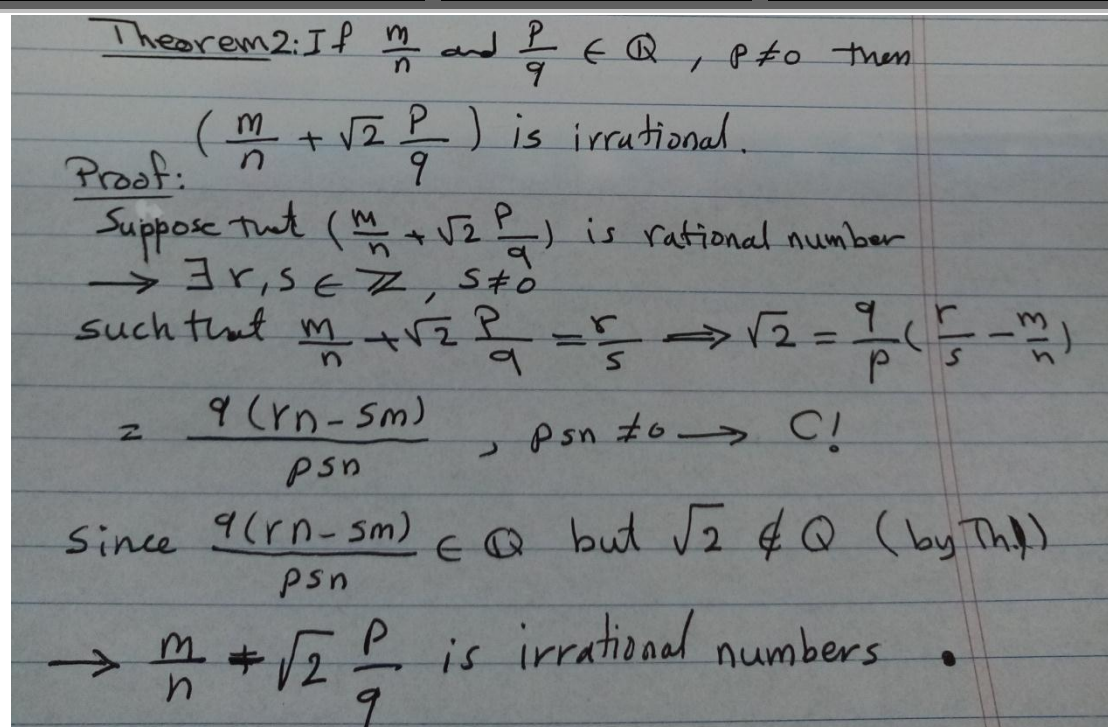 Theorem2: If m/n and p/q ∈ ℚ, p≠0 then
(m/n + √2 p/q) is irrational.
Proof:
Suppose that (m/n + √2 p/q) is rational number
→ ∃ r,s ∈ ℤ, s≠0
such that m/n + √2 p/q = r/s ⟹ √2 = q/p (r/s - m/n)
= q(rn-sm)/psn , psn ≠0 → C!
Since q(rn-sm)/psn ∈ ℚ but √2 ∉ Q (by Th.1)
→ m/n + √2 p/q is irrational numbers .